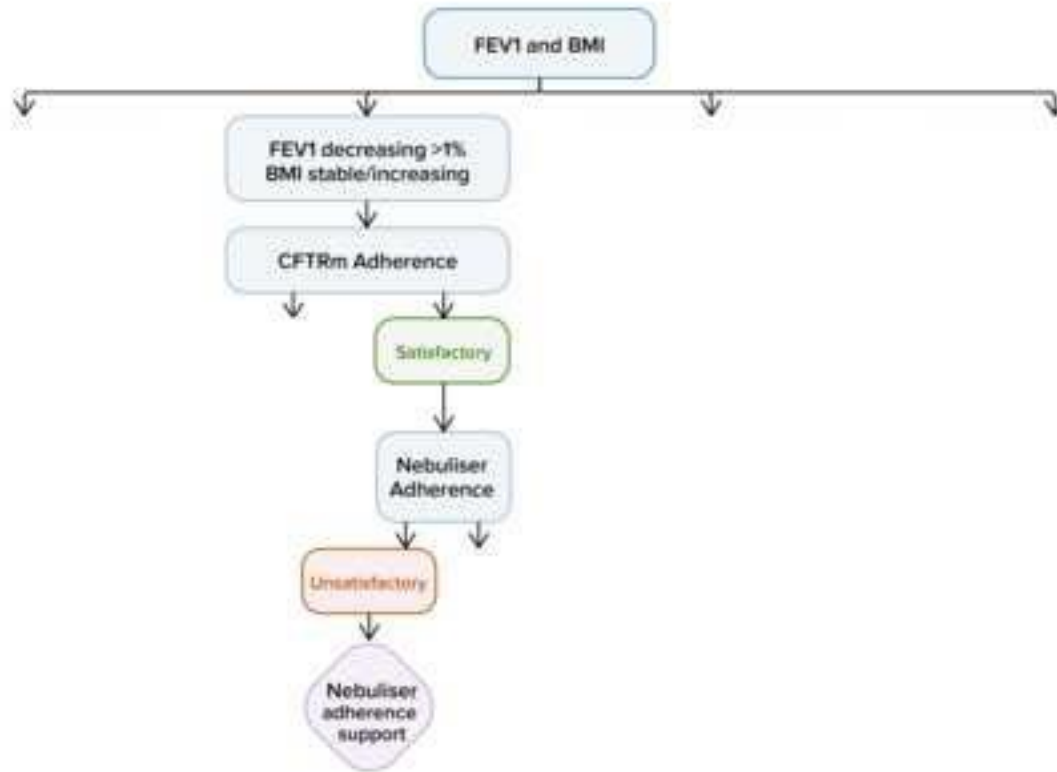 FEV1 and BMI
FEV1 decreasing >1%
BMI stable/increasing
CFTRm Adherence
Satisfactory
Nebuliser
Adherence
Unsatisfactory
Nebuliser
adherence
support